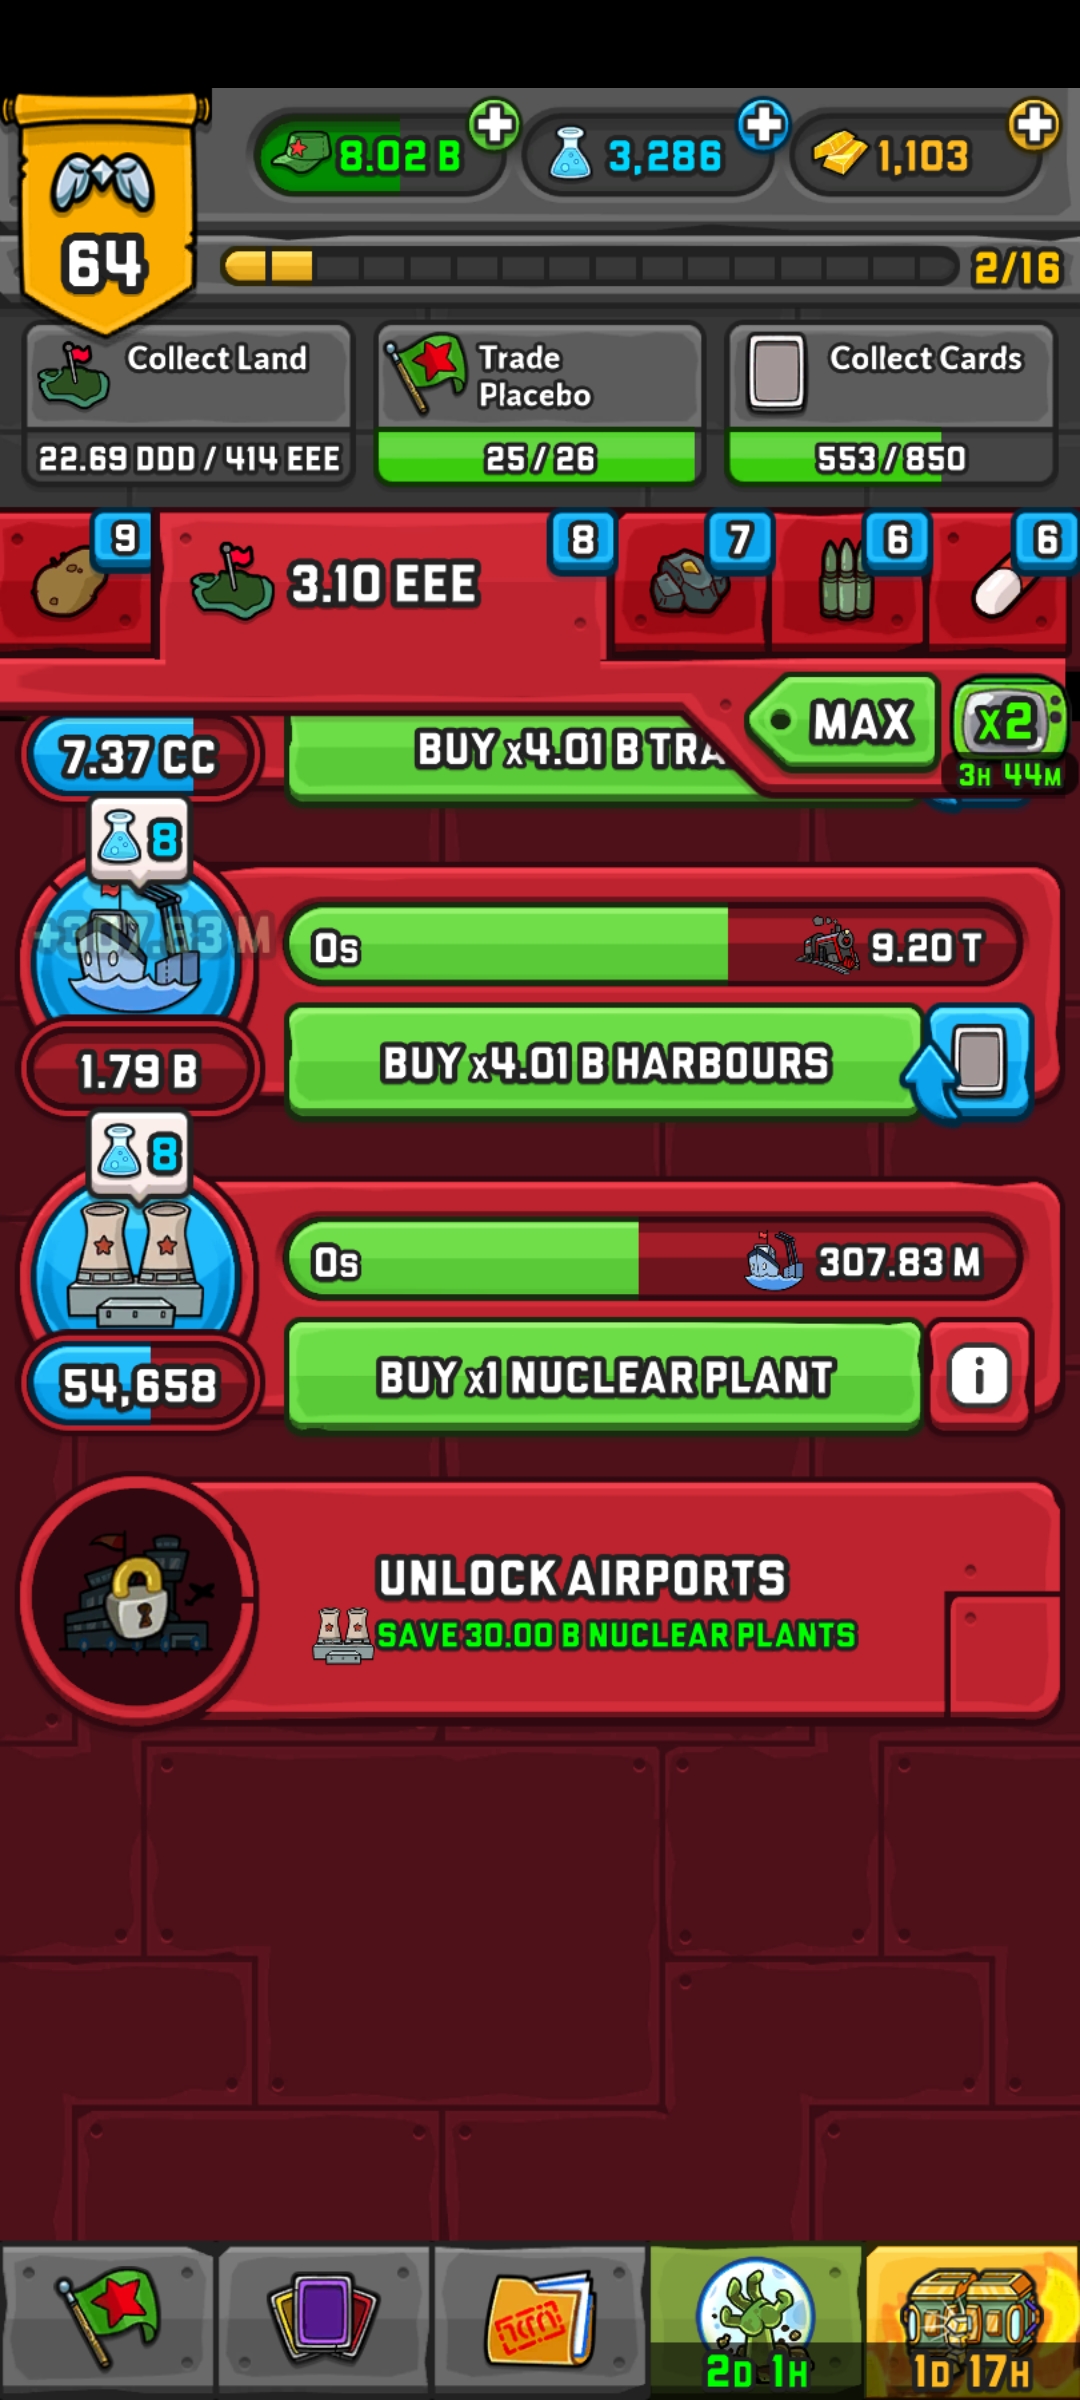 8.02 B
3,286
1,103
64
2/16
Collect Land
22.69 DDD / 414 EEE
Trade
Placebo
25 / 26
Collect Cards
553 / 850
9
3.10 EEE
8
7
6
6
MAX
x2
3H 44M
7.37 CC
BUY x4.01 B TRA
8
+307.83 M
0s
9.20 T
1.79 B
BUY x4.01 B HARBOURS
8
0s
307.83 M
54,658
BUY x1 NUCLEAR PLANT
i
UNLOCK AIRPORTS
SAVE 30.00 B NUCLEAR PLANTS
2D 1H
1D 17H